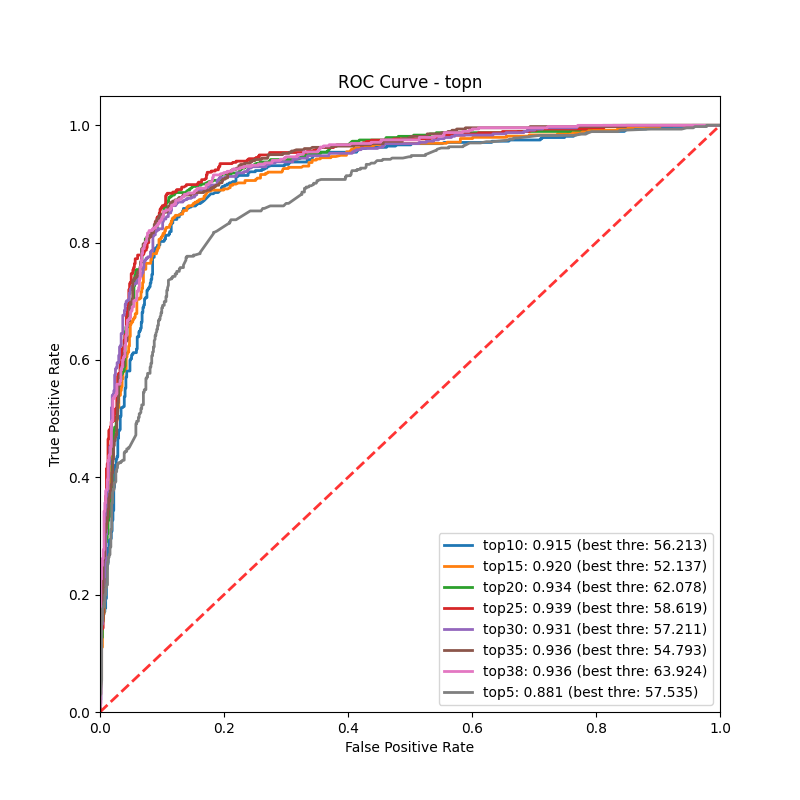 ROC Curve - topn
True Positive Rate
1.0
0.8
0.6
0.4
0.2
0.0
top10: 0.915 (best thre: 56.213)
top15: 0.920 (best thre: 52.137)
top20: 0.934 (best thre: 62.078)
top25: 0.939 (best thre: 58.619)
top30: 0.931 (best thre: 57.211)
top35: 0.936 (best thre: 54.793)
top38: 0.936 (best thre: 63.924)
top5: 0.881 (best thre: 57.535)
0.0 0.2 0.4 0.6 0.8 1.0
False Positive Rate